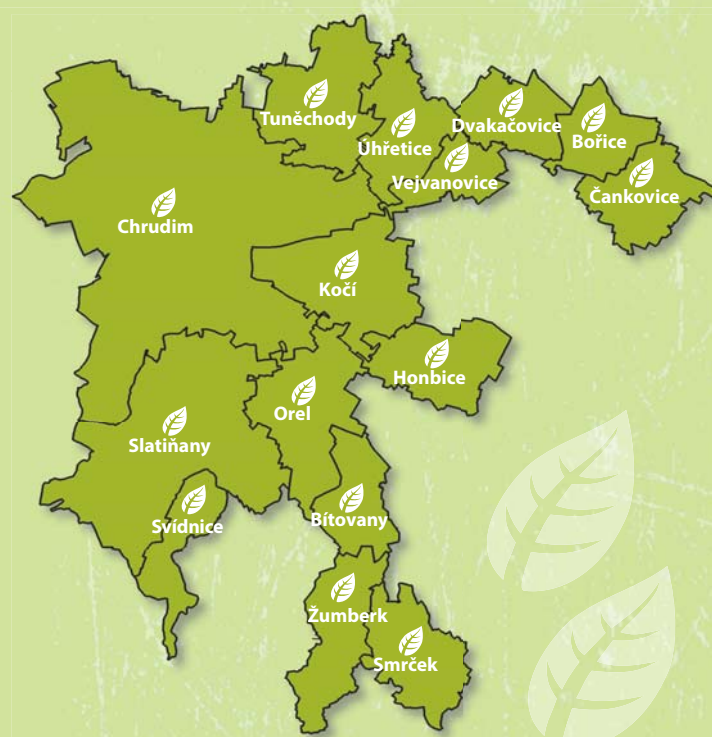 Tuněchody
Úhřetice
Dvakačovice
Bořice
Vejvanovice
Čankovice
Chrudim
Kočí
Honbice
Orel
Slatiňany
Svídnice
Bítovany
Žumberk
Smrček